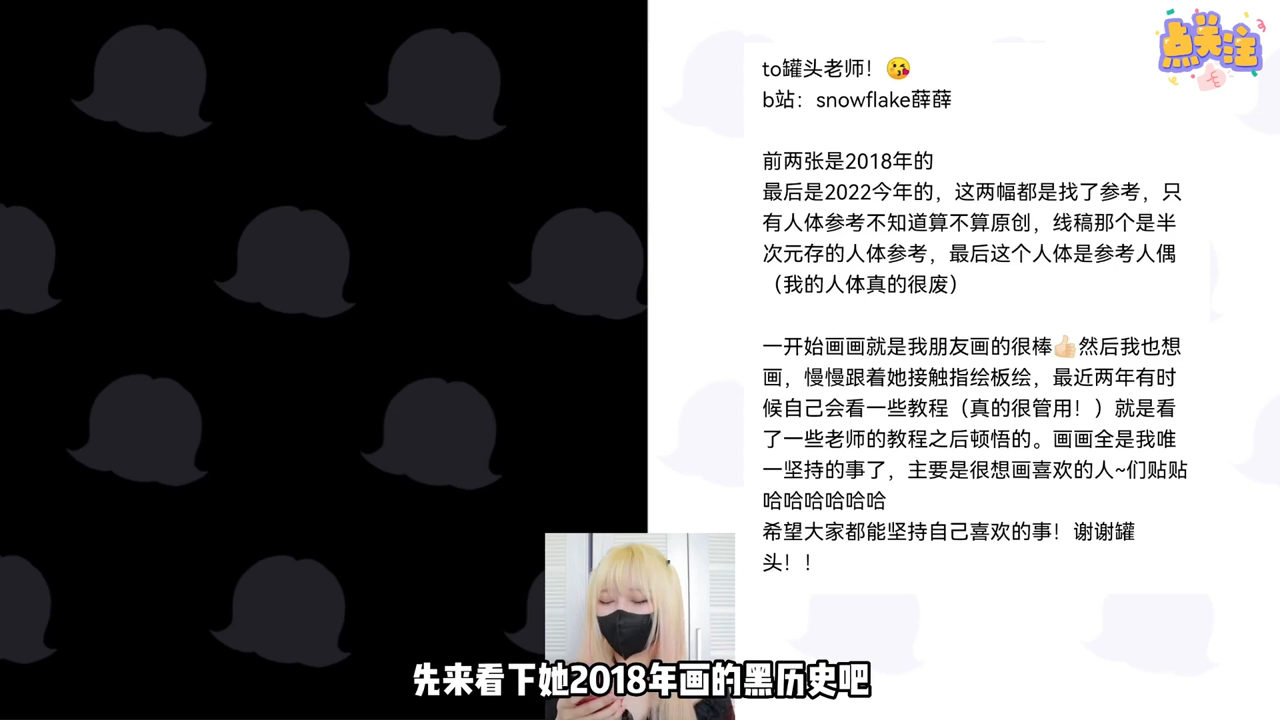 点关注
to罐头老师！😘
b站：snowflake薛薛
前两张是2018年的
最后是2022今年的，这两幅都是找了参考，只
有人体参考不知道算不算原创，线稿那个是半
次元存的人体参考，最后这个人体是参考人偶
（我的人体真的很废）
一开始画画就是我朋友画的很棒👍🏻然后我也想
画，慢慢跟着她接触指绘板绘，最近两年有时
候自己会看一些教程（真的很管用！）就是看
了一些老师的教程之后顿悟的。画画全是我唯
一坚持的事了，主要是很想画喜欢的人~们贴贴
哈哈哈哈哈哈
希望大家都能坚持自己喜欢的事！谢谢罐
头！！
先来看下她2018年画的黑历史吧